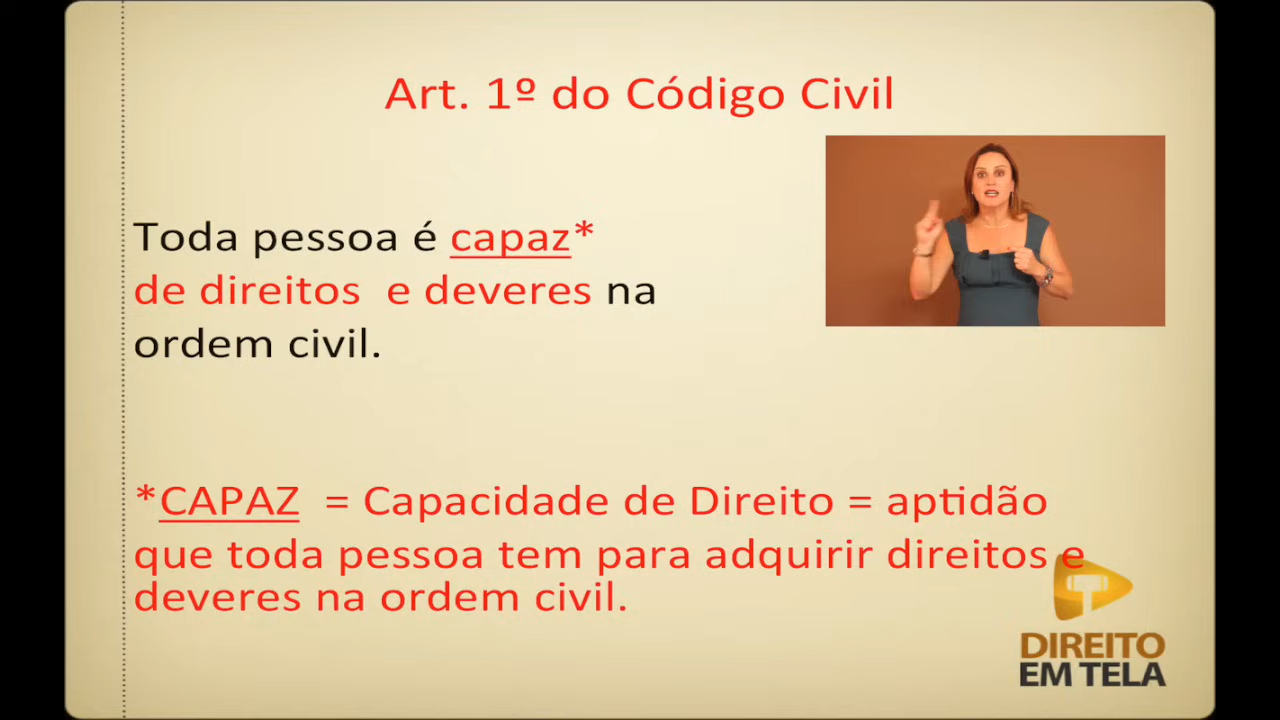 Art. 1º do Código Civil
Toda pessoa é capaz*
de direitos e deveres na
ordem civil.
*CAPAZ = Capacidade de Direito = aptidão
que toda pessoa tem para adquirir direitos e
deveres na ordem civil.
DIREITO
EM TELA